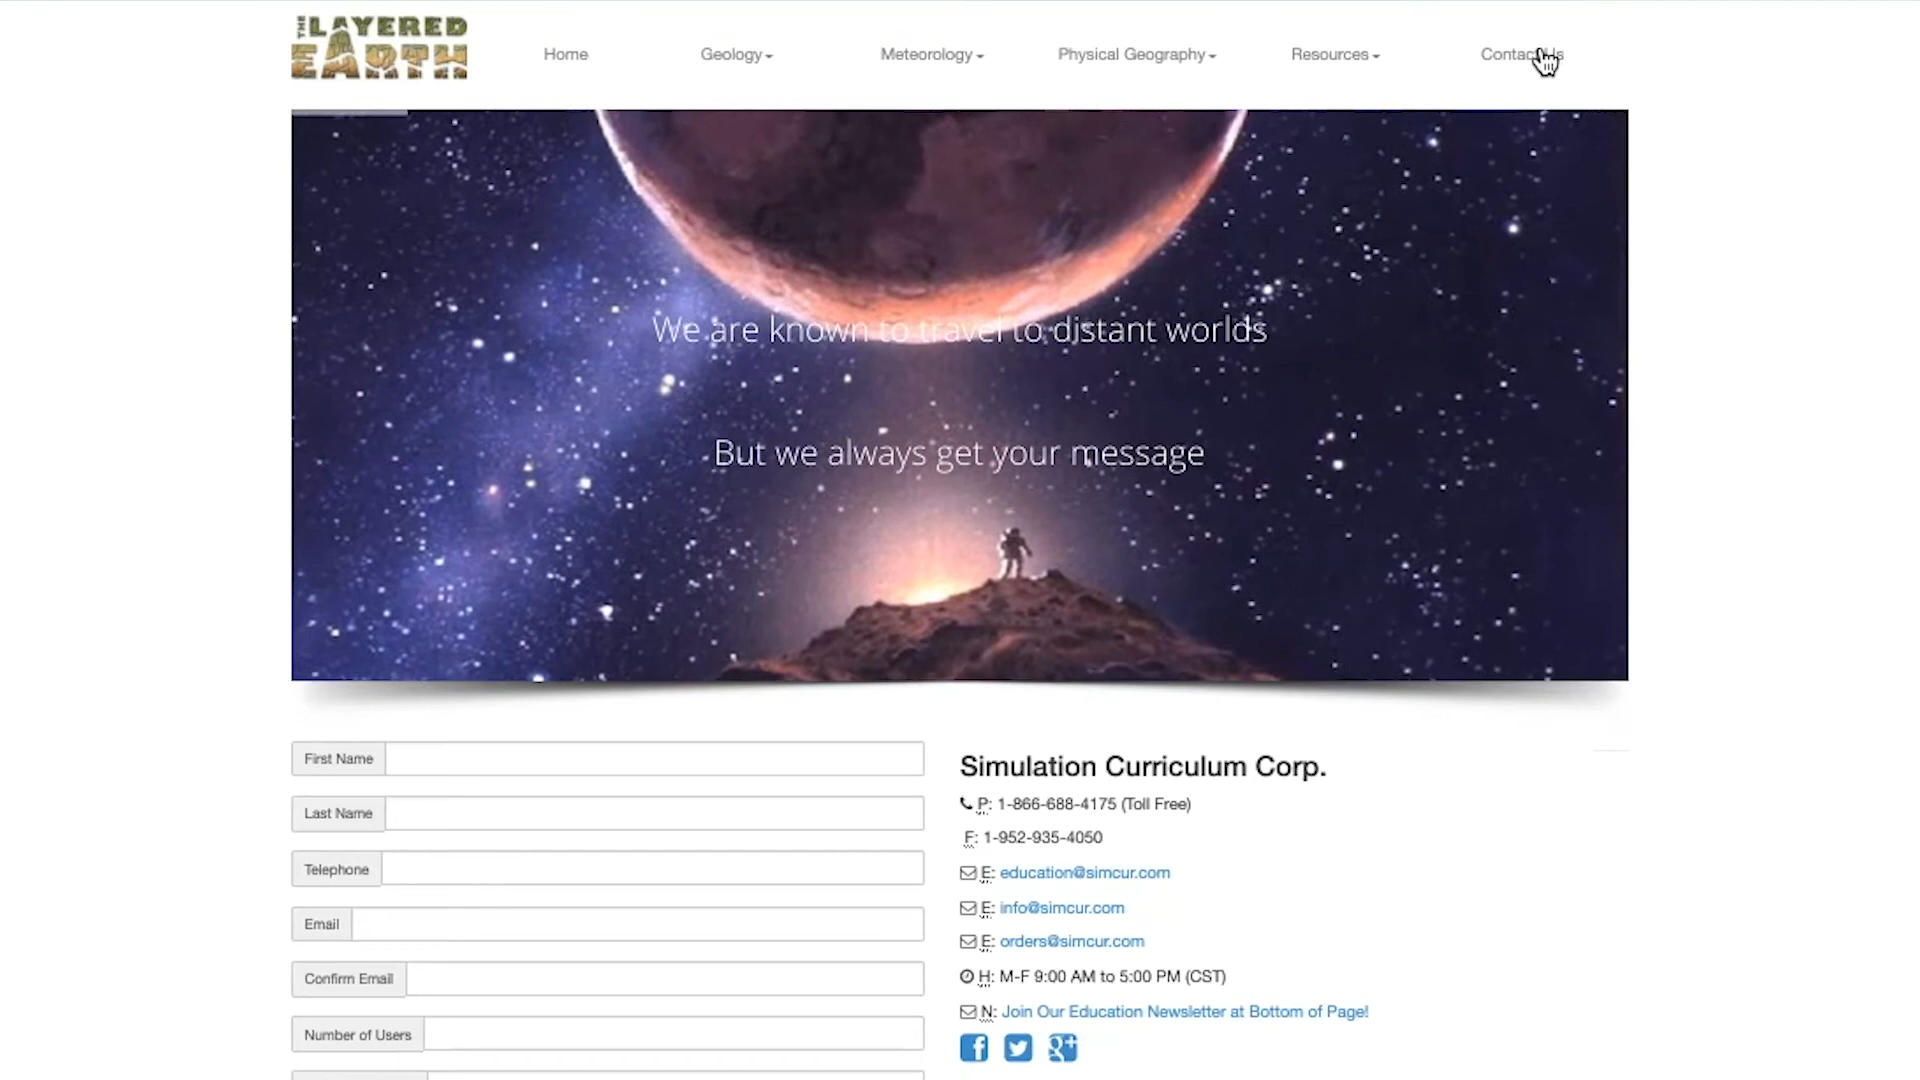 THE LAYERED
EARTH
Home
Geology
Meteorology
Physical Geography
Resources
Contact Us
We are known to travel to distant worlds
But we always get your message
First Name
Last Name
Telephone
Email
Confirm Email
Number of Users
Simulation Curriculum Corp.
P: 1-866-688-4175 (Toll Free)
F: 1-952-935-4050
E: education@simcur.com
E: info@simcur.com
E: orders@simcur.com
H: M-F 9:00 AM to 5:00 PM (CST)
N: Join Our Education Newsletter at Bottom of Page!